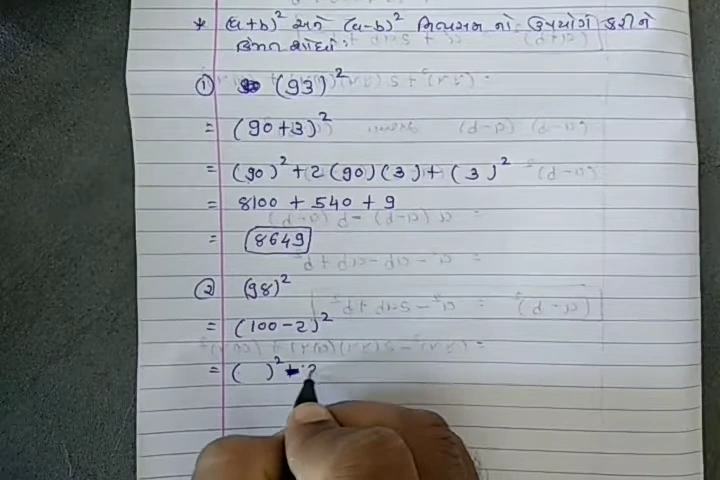 * (a+b)² અને (a-b)² નિત્યસમ નો ઉપયોગ કરીને
કિંમત શોધો:
① (93)²
= (90+3)²
= (90)² + 2(90)(3) + (3)²
= 8100 + 540 + 9
= 8649
② (98)²
= (100-2)²
= ( )² - 2